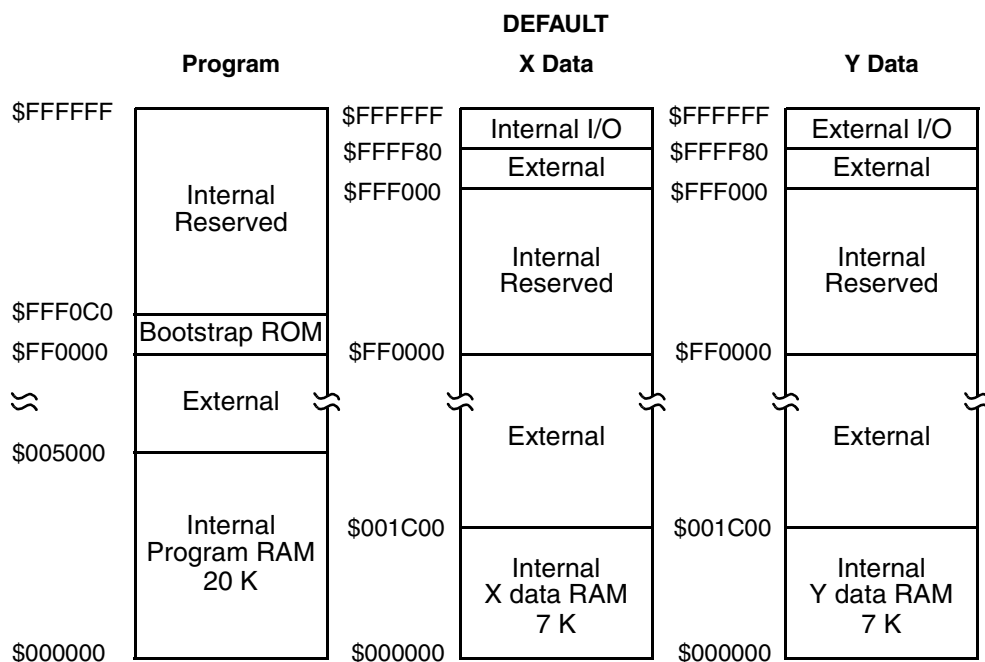 DEFAULT
Program
X Data
Y Data
$FFFFFF
Internal
Reserved
$FFF0C0
Bootstrap ROM
$FF0000
External
$005000
Internal
Program RAM
20 K
$000000
$FFFFFF
Internal I/O
$FFFF80
External
$FFF000
Internal
Reserved
$FF0000
External
$001C00
Internal
X data RAM
7 K
$000000
$FFFFFF
External I/O
$FFFF80
External
$FFF000
Internal
Reserved
$FF0000
External
$001C00
Internal
Y data RAM
7 K
$000000